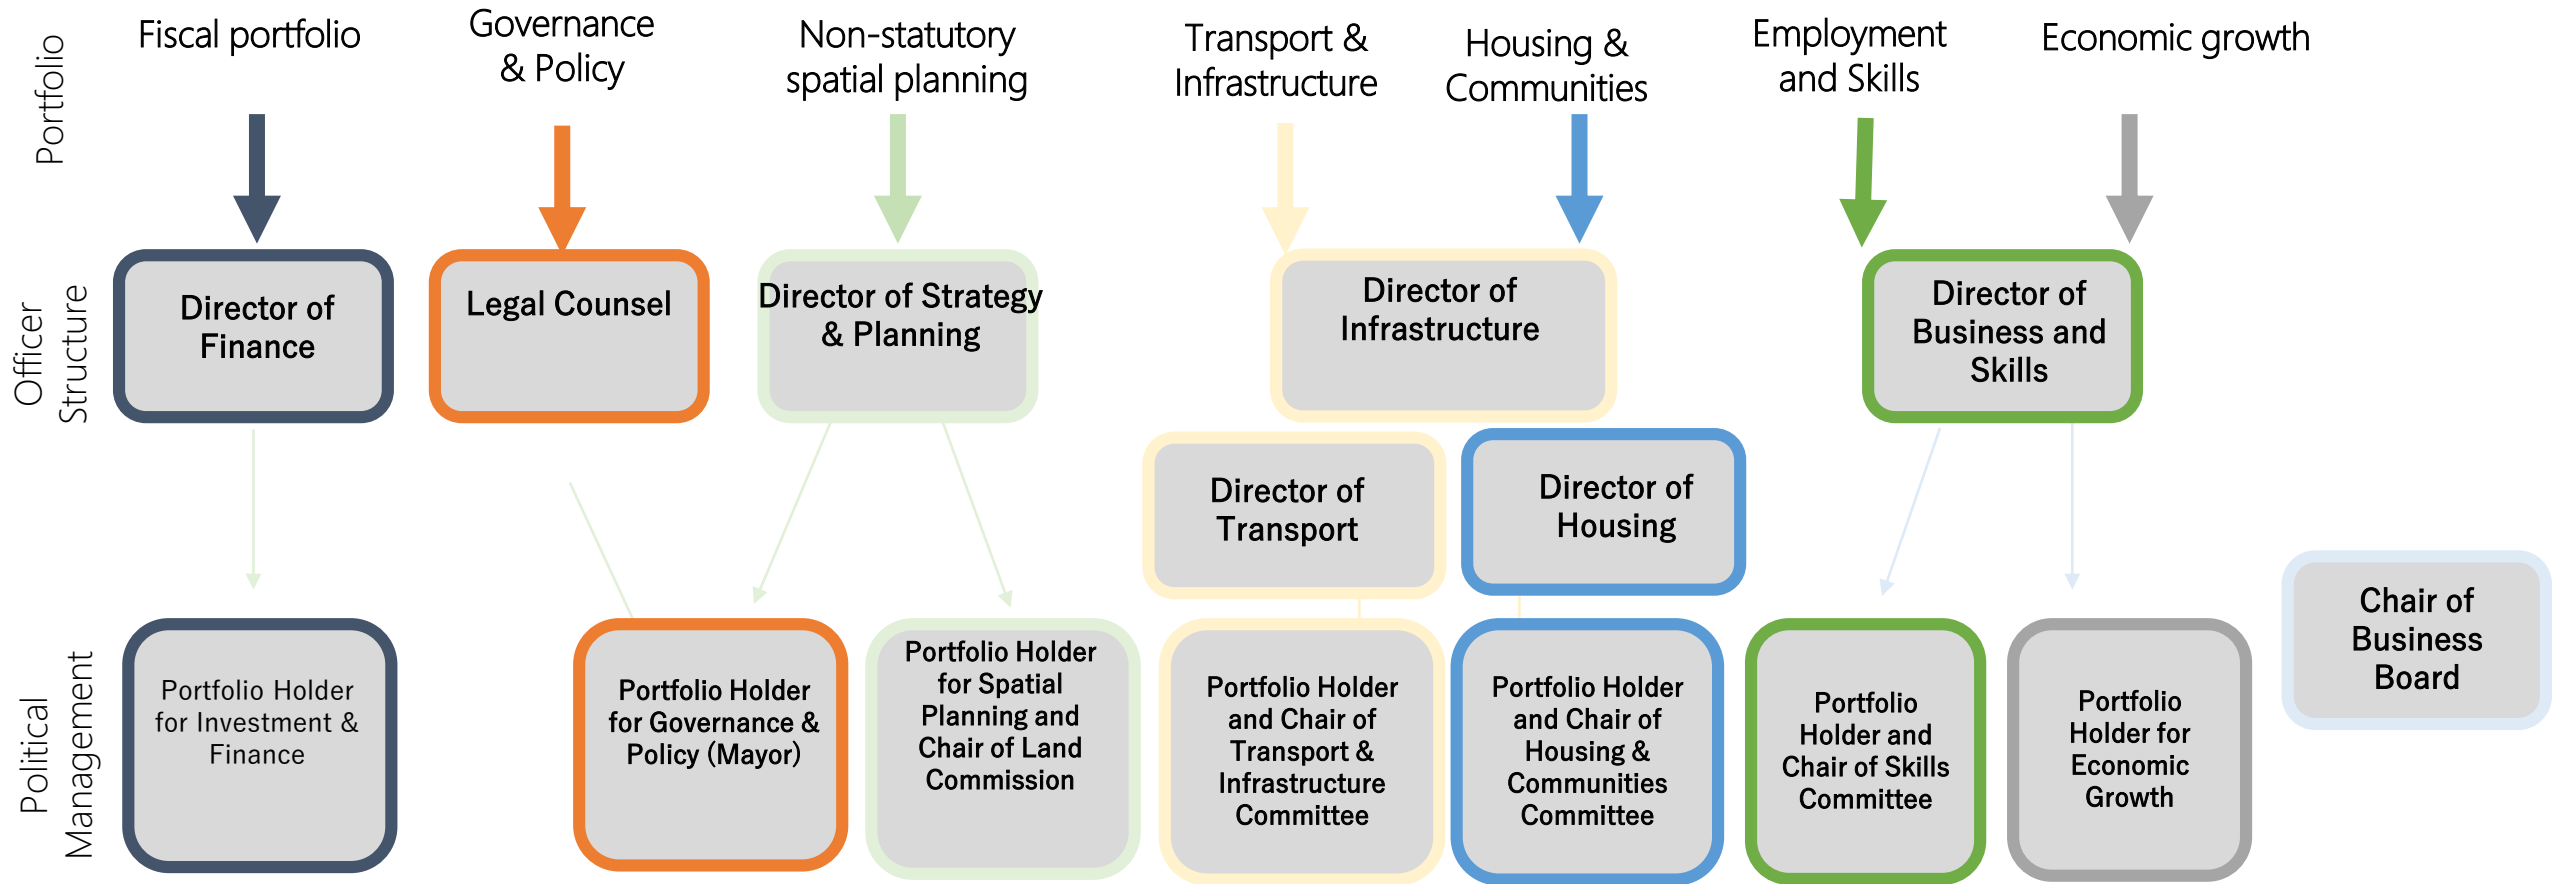 Portfolio
Fiscal portfolio
Governance
& Policy
Non-statutory
spatial planning
Transport &
Infrastructure
Housing &
Communities
Employment
and Skills
Economic growth
Officer
Structure
Director of
Finance
Legal Counsel
Director of Strategy
& Planning
Director of
Infrastructure
Director of
Business and
Skills
Director of
Transport
Director of
Housing
Chair of
Business
Board
Political
Management
Portfolio Holder
for Investment &
Finance
Portfolio Holder
for Governance &
Policy (Mayor)
Portfolio Holder
for Spatial
Planning and
Chair of Land
Commission
Portfolio Holder
and Chair of
Transport &
Infrastructure
Committee
Portfolio Holder
and Chair of
Housing &
Communities
Committee
Portfolio
Holder and
Chair of Skills
Committee
Portfolio
Holder for
Economic
Growth